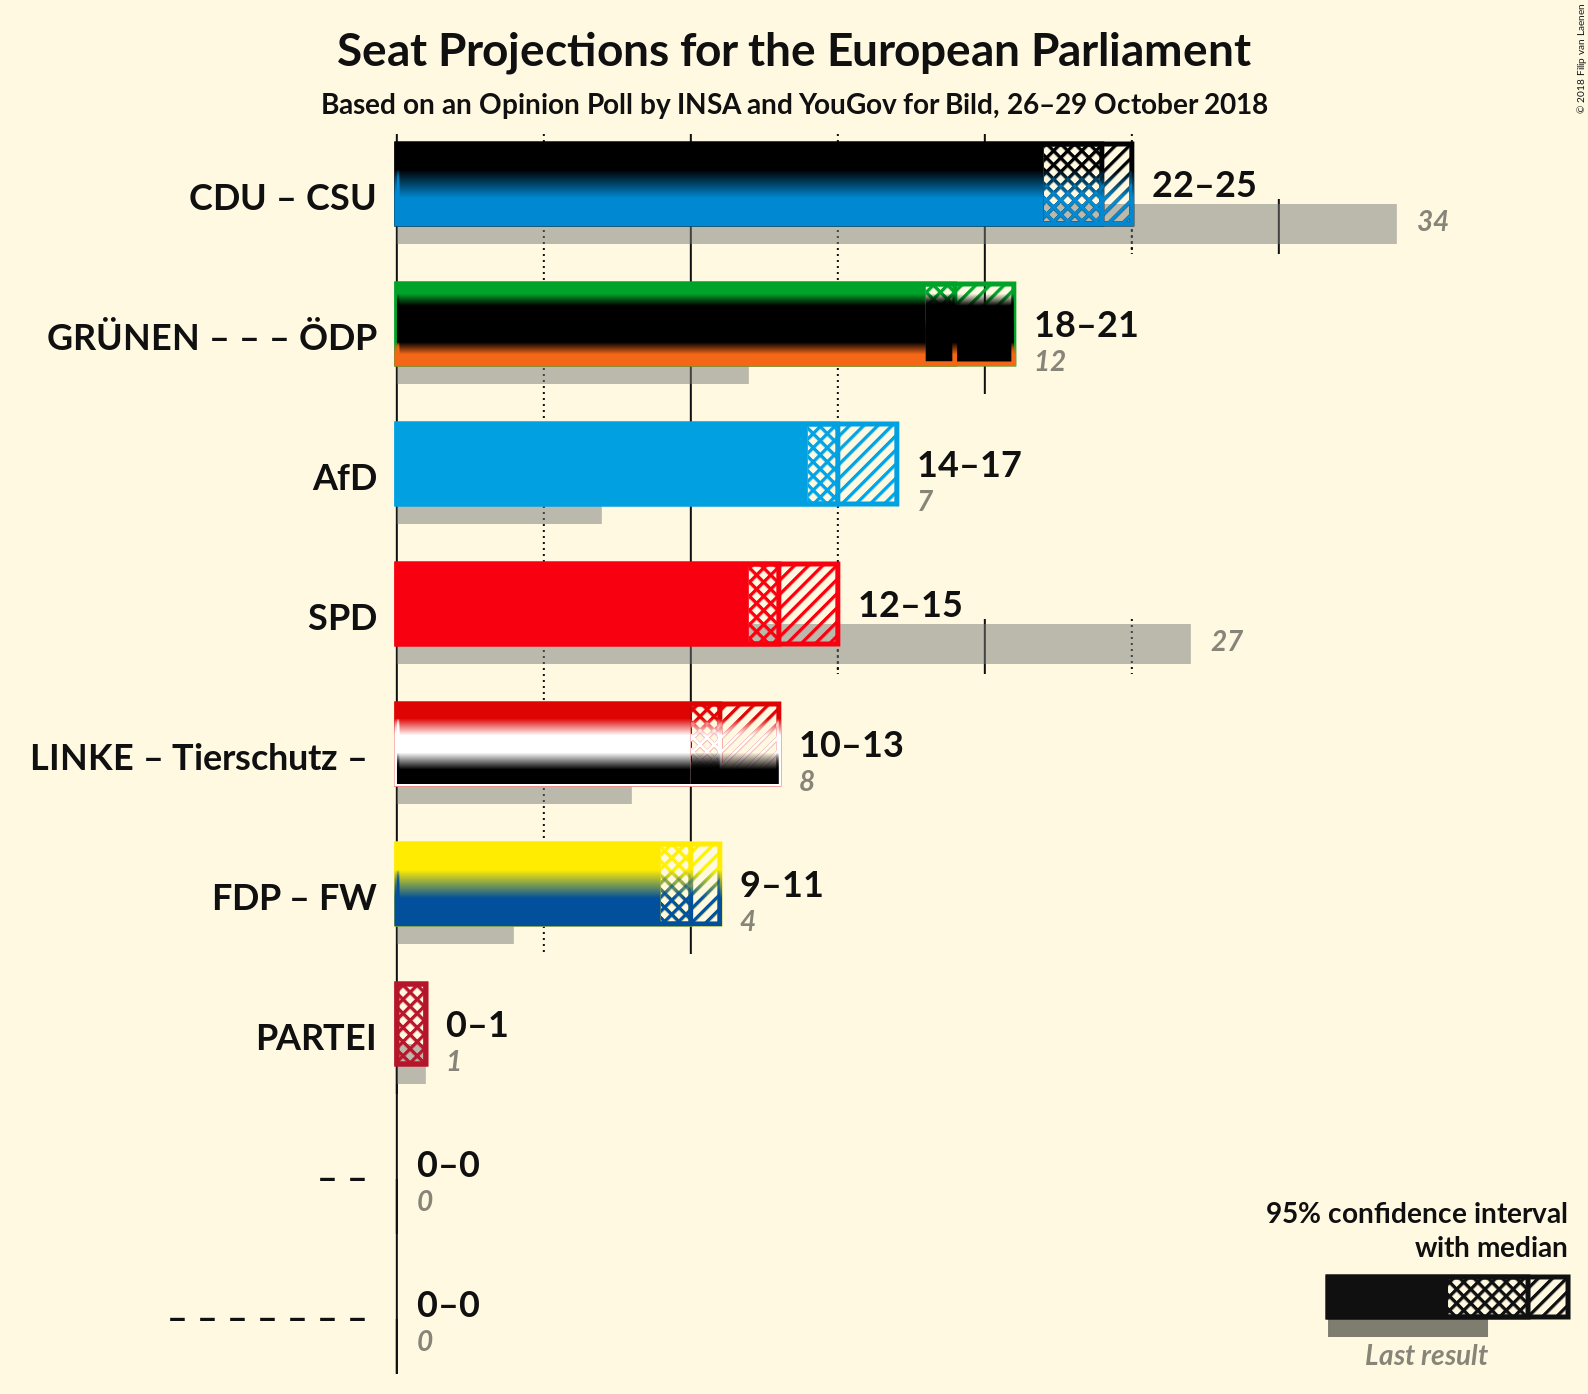 Seat Projections for the European Parliament
Based on an Opinion Poll by INSA and YouGov for Bild, 26–29 October 2018
© 2018 Filip van Laenen
CDU – CSU
22–25
34
GRÜNEN – – – ÖDP
18–21
12
AfD
14–17
7
SPD
12–15
27
LINKE – Tierschutz –
10–13
8
FDP – FW
9–11
4
PARTEI
0–1
1
– –
0–0
0
– – – – – – –
0–0
0
95% confidence interval
with median
Last result